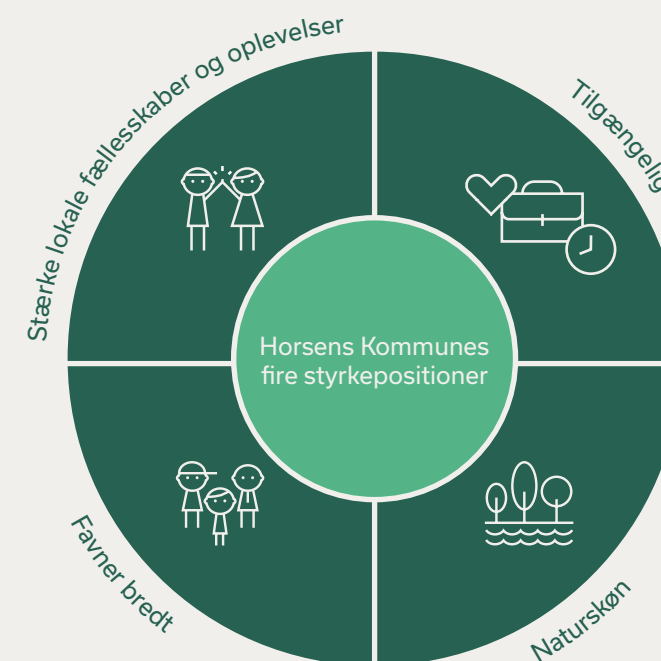 Stærke lokale fællesskaber og oplevelser
Tilgængelig
Horsens Kommunes
fire styrkepositioner
Favner bredt
Naturskøn